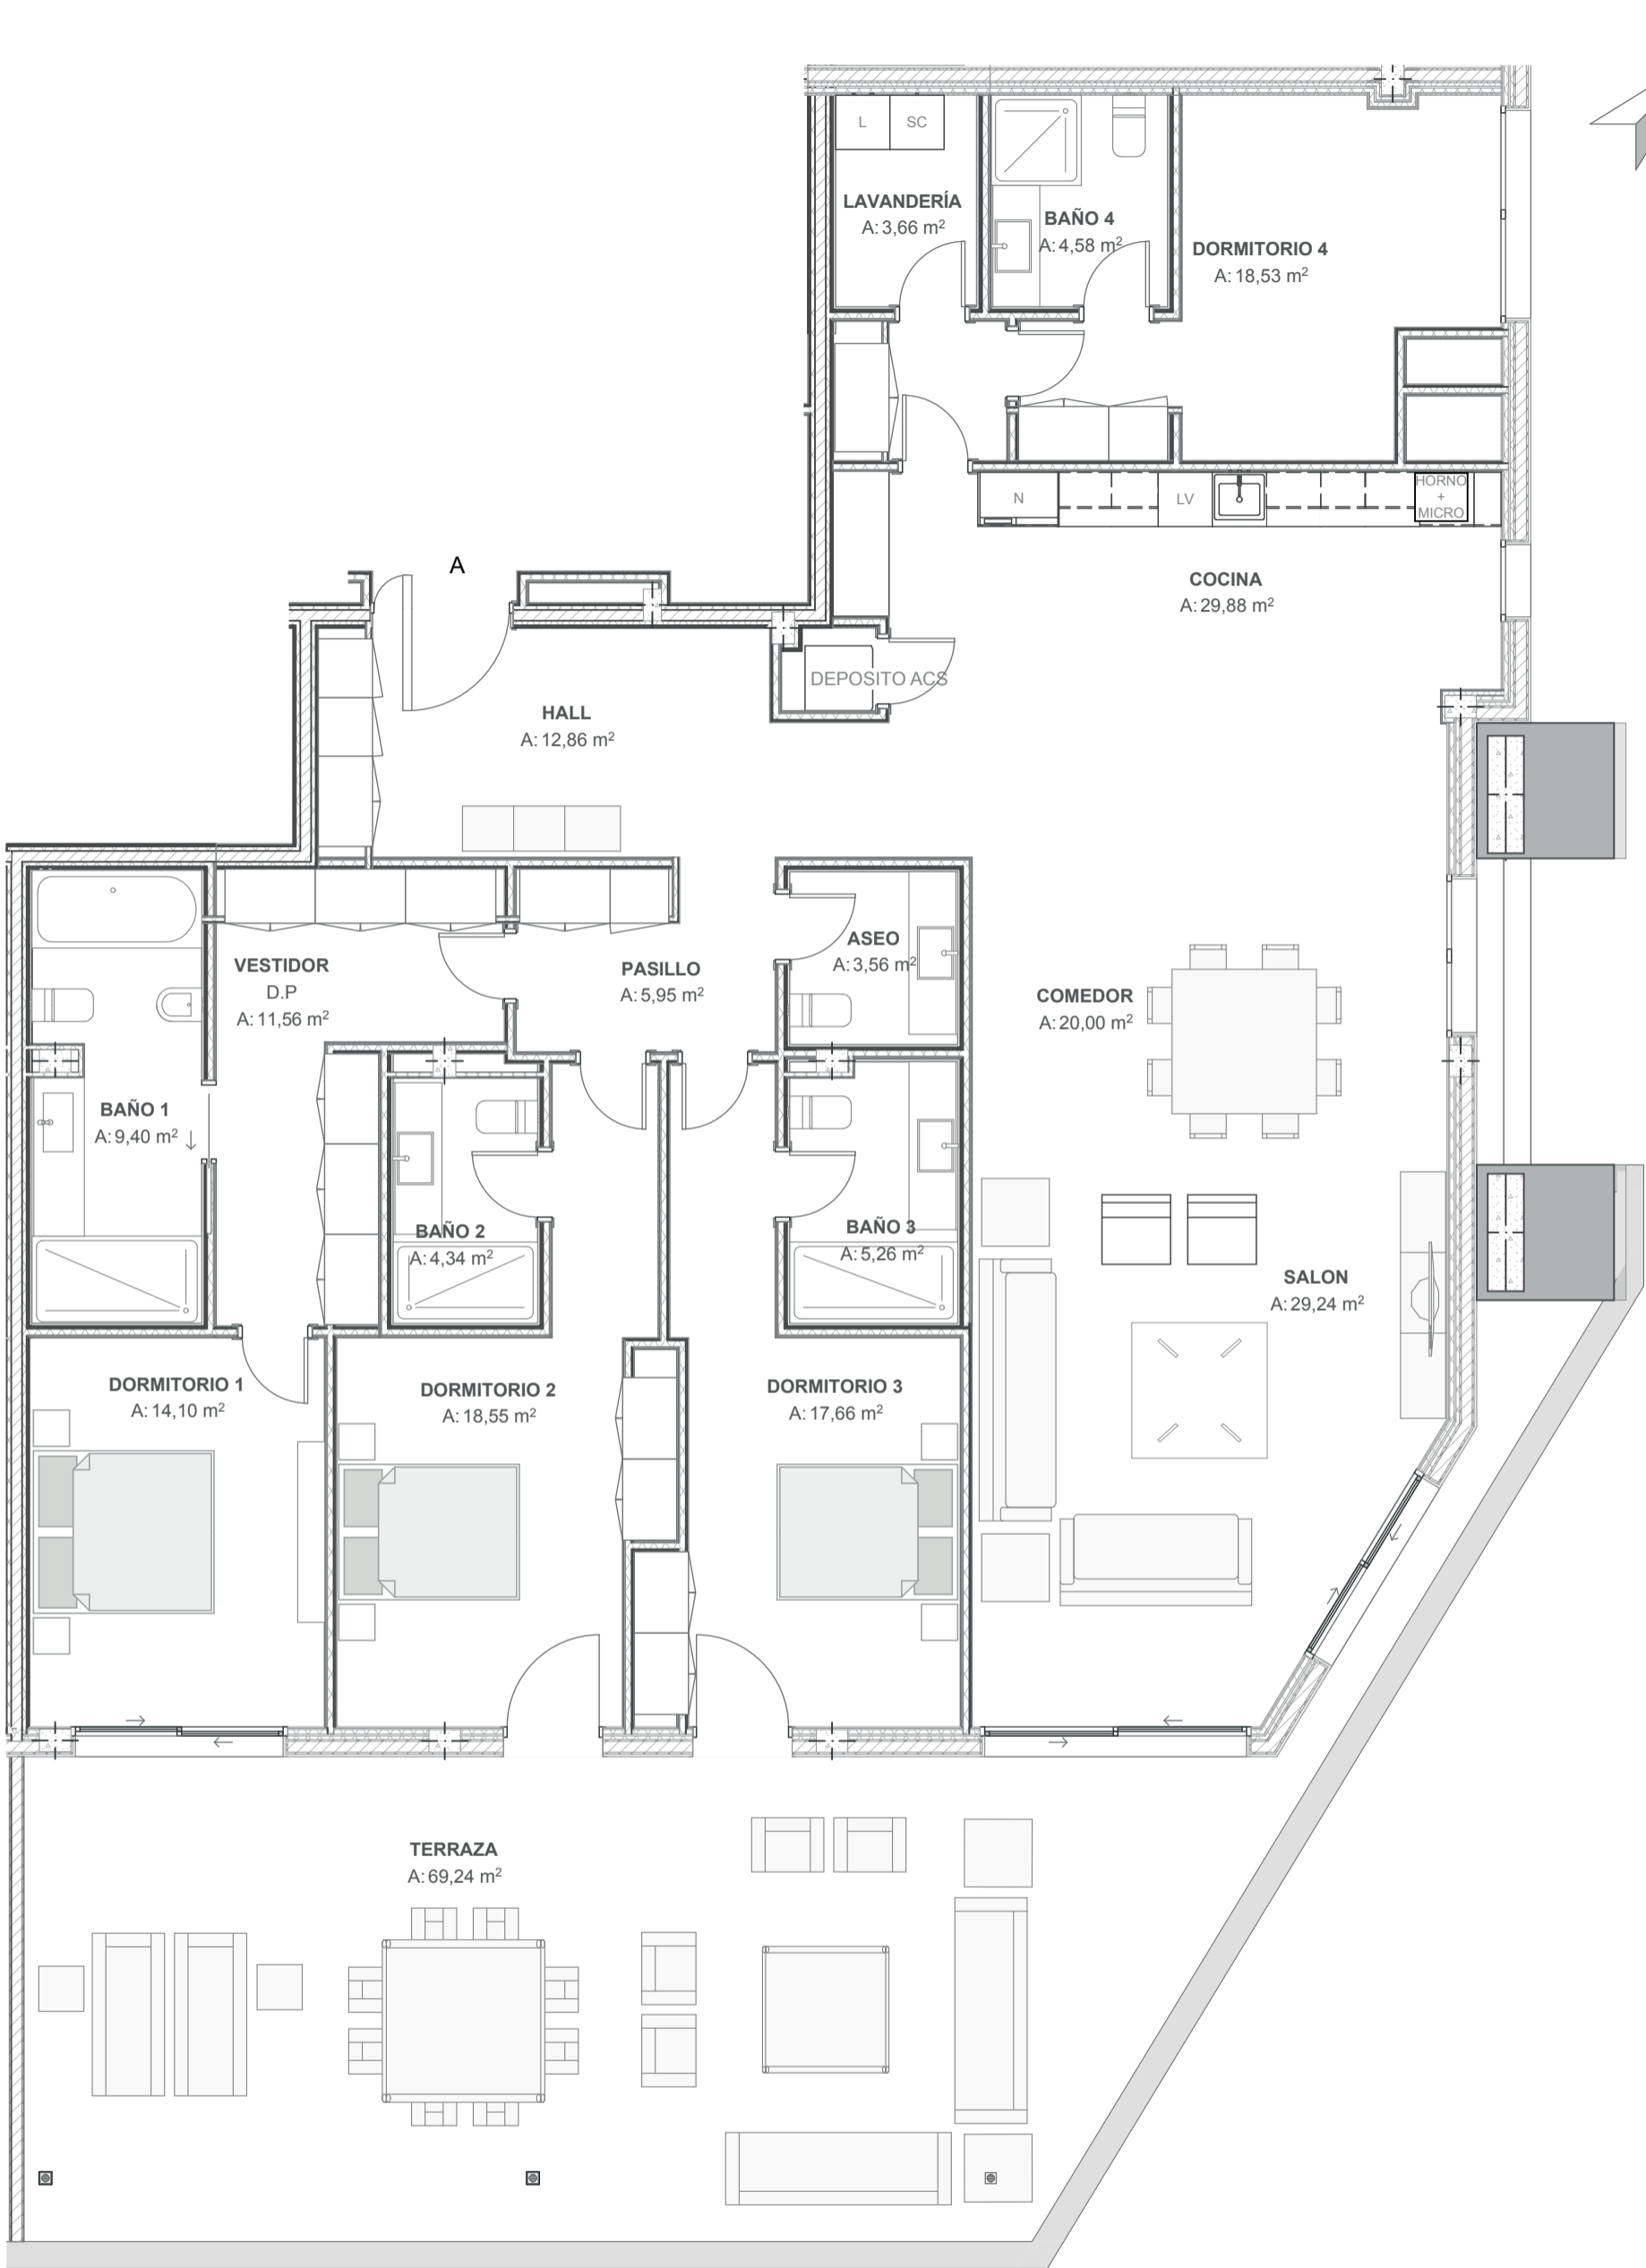 L
SC
LAVANDERÍA
A: 3,66 m²
BAÑO 4
A: 4,58 m²
DORMITORIO 4
A: 18,53 m²
N
LV
HORNO
+
MICRO
A
COCINA
A: 29,88 m²
DEPOSITO ACS
HALL
A: 12,86 m²
ASEO
A: 3,56 m²
VESTIDOR
D.P
A: 11,56 m²
PASILLO
A: 5,95 m²
COMEDOR
A: 20,00 m²
BAÑO 1
A: 9,40 m²
BAÑO 2
A: 4,34 m²
BAÑO 3
A: 5,26 m²
SALON
A: 29,24 m²
DORMITORIO 1
A: 14,10 m²
DORMITORIO 2
A: 18,55 m²
DORMITORIO 3
A: 17,66 m²
TERRAZA
A: 69,24 m²